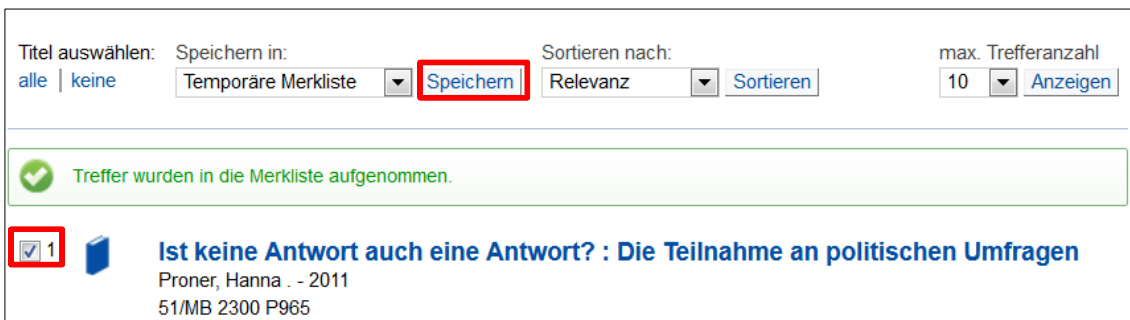 Titel auswählen: Speichern in: Sortieren nach: max. Trefferanzahl
alle | keine Temporäre Merkliste Speichern Relevanz Sortieren 10 Anzeigen
Treffer wurden in die Merkliste aufgenommen.
1 Ist keine Antwort auch eine Antwort? : Die Teilnahme an politischen Umfragen
Proner, Hanna . - 2011
51/MB 2300 P965